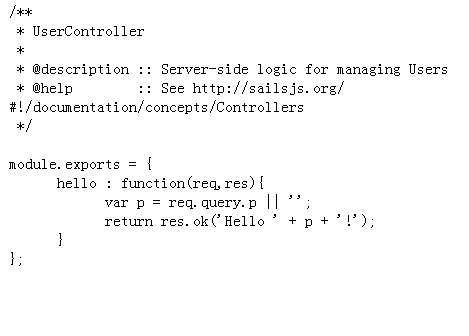 /**
 * UserController
 *
 * @description :: Server-side logic for managing Users
 * @help        :: See http://sailsjs.org/
#!/documentation/concepts/Controllers
 */

module.exports = {
      hello : function(req,res){
            var p = req.query.p || '';
            return res.ok('Hello ' + p + '!');
      }
};